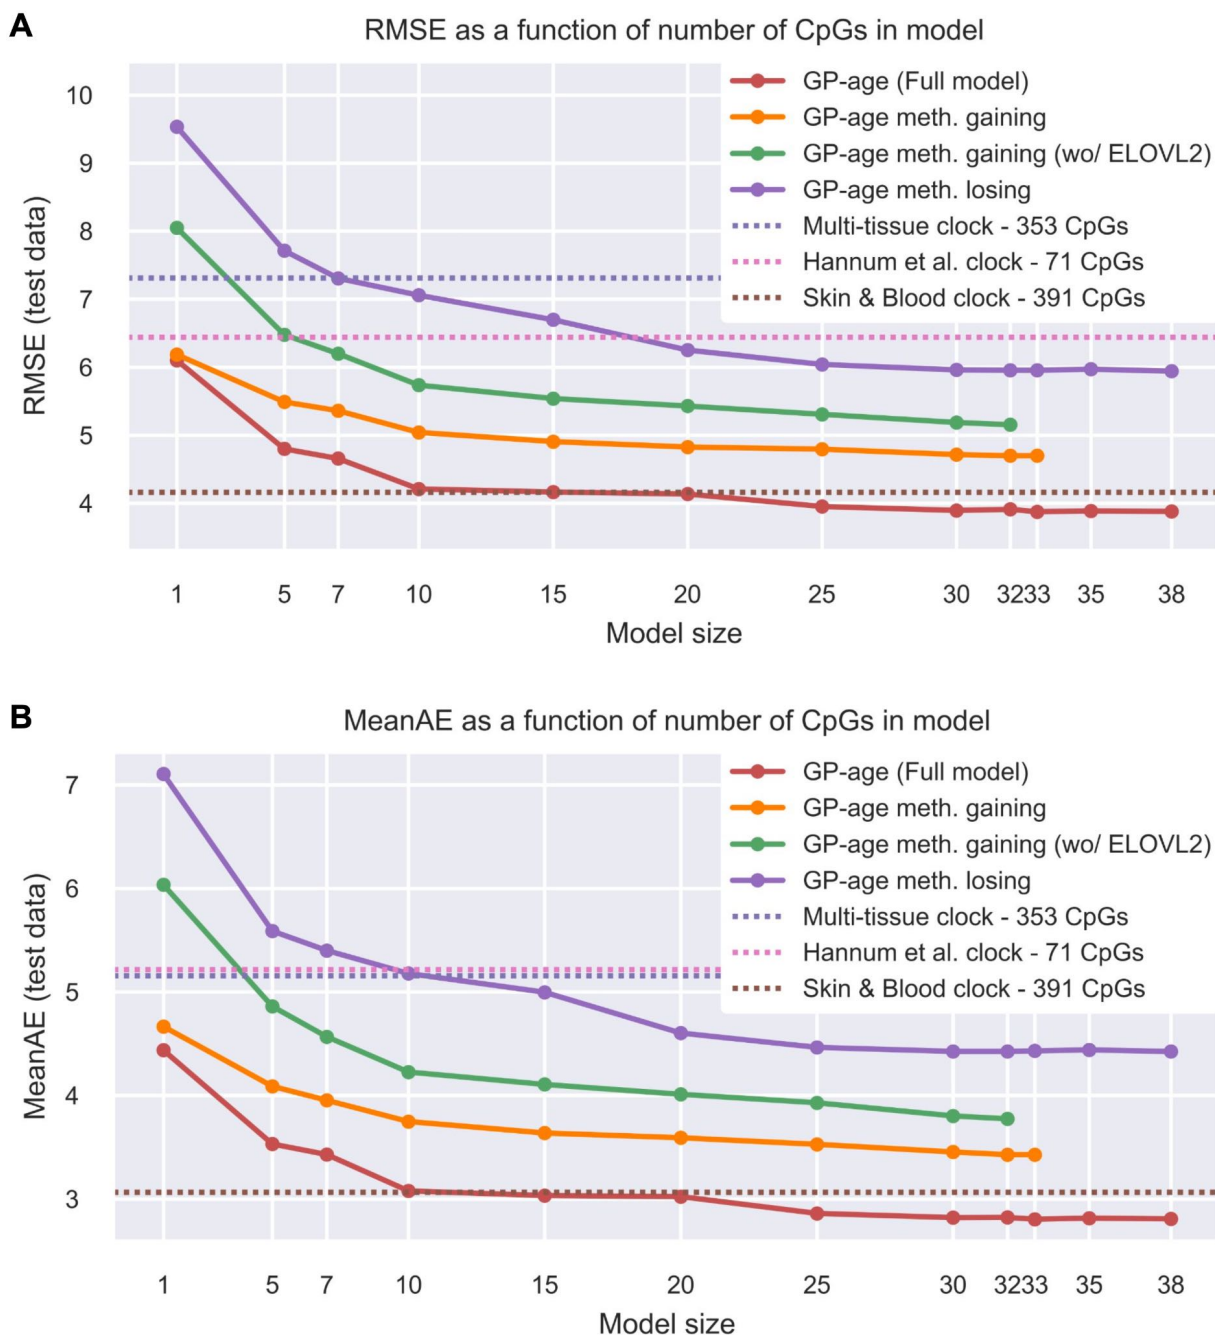 A
RMSE as a function of number of CpGs in model
GP-age (Full model)
GP-age meth. gaining
GP-age meth. gaining (wo/ ELOVL2)
GP-age meth. losing
Multi-tissue clock - 353 CpGs
Hannum et al. clock - 71 CpGs
Skin & Blood clock - 391 CpGs
RMSE (test data)
10
9
8
7
6
5
4
1 5 7 10 15 20 25 30 32 33 35 38
Model size
B
MeanAE as a function of number of CpGs in model
GP-age (Full model)
GP-age meth. gaining
GP-age meth. gaining (wo/ ELOVL2)
GP-age meth. losing
Multi-tissue clock - 353 CpGs
Hannum et al. clock - 71 CpGs
Skin & Blood clock - 391 CpGs
MeanAE (test data)
7
6
5
4
3
1 5 7 10 15 20 25 30 32 33 35 38
Model size